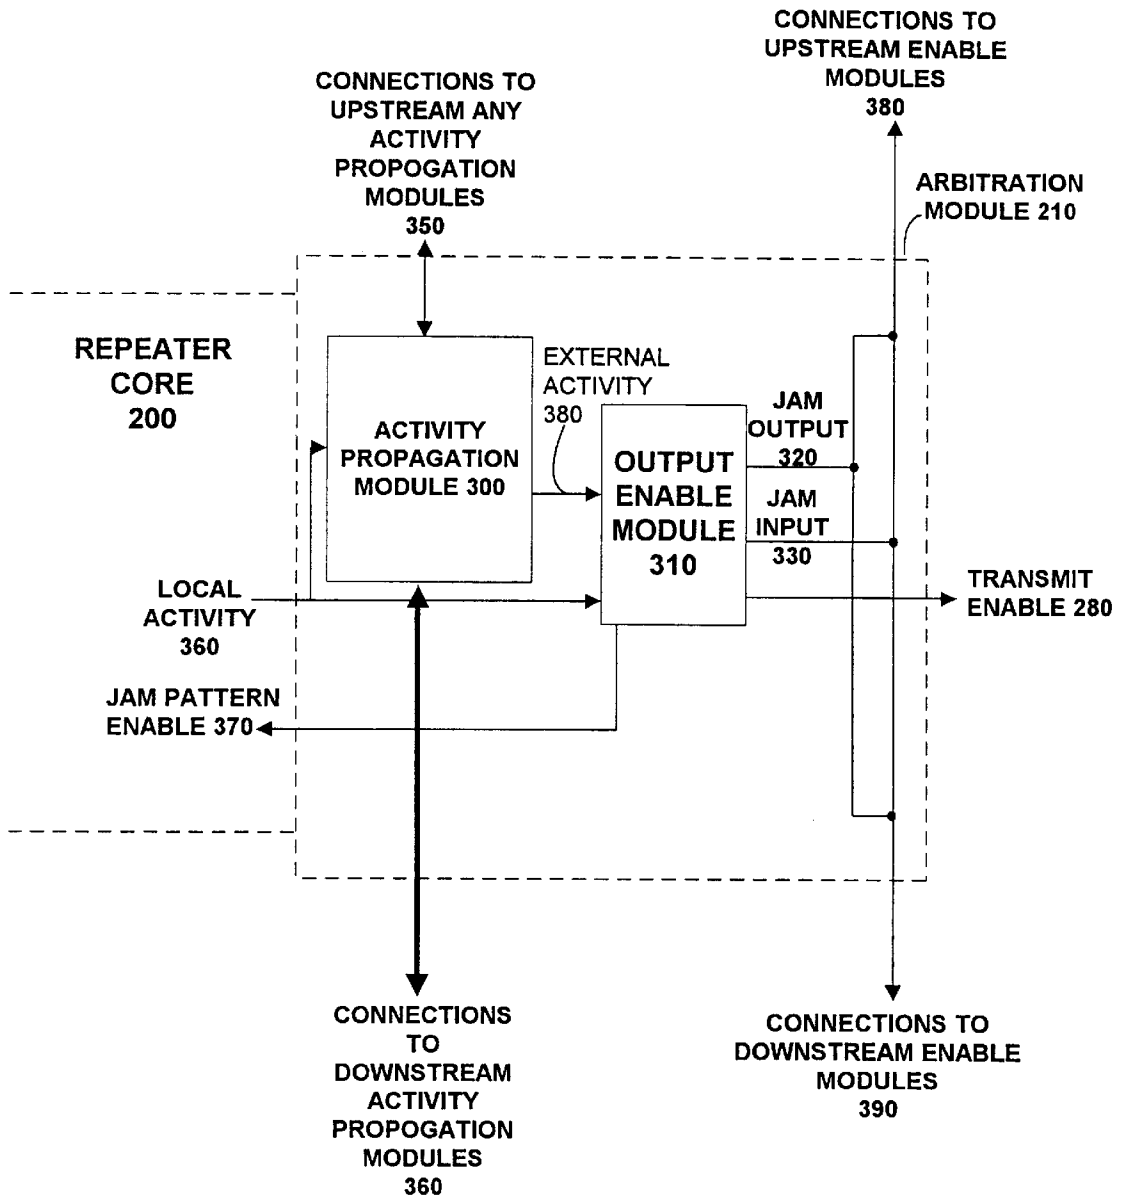 CONNECTIONS TO
UPSTREAM ENABLE
MODULES
380
CONNECTIONS TO
UPSTREAM ANY
ACTIVITY
PROPOGATION
MODULES
350
ARBITRATION
MODULE 210
REPEATER
CORE
200
ACTIVITY
PROPAGATION
MODULE 300
EXTERNAL
ACTIVITY
380
OUTPUT
ENABLE
MODULE
310
JAM
OUTPUT
320
JAM
INPUT
330
TRANSMIT
ENABLE 280
LOCAL
ACTIVITY
360
JAM PATTERN
ENABLE 370
CONNECTIONS
TO
DOWNSTREAM
ACTIVITY
PROPOGATION
MODULES
360
CONNECTIONS TO
DOWNSTREAM ENABLE
MODULES
390